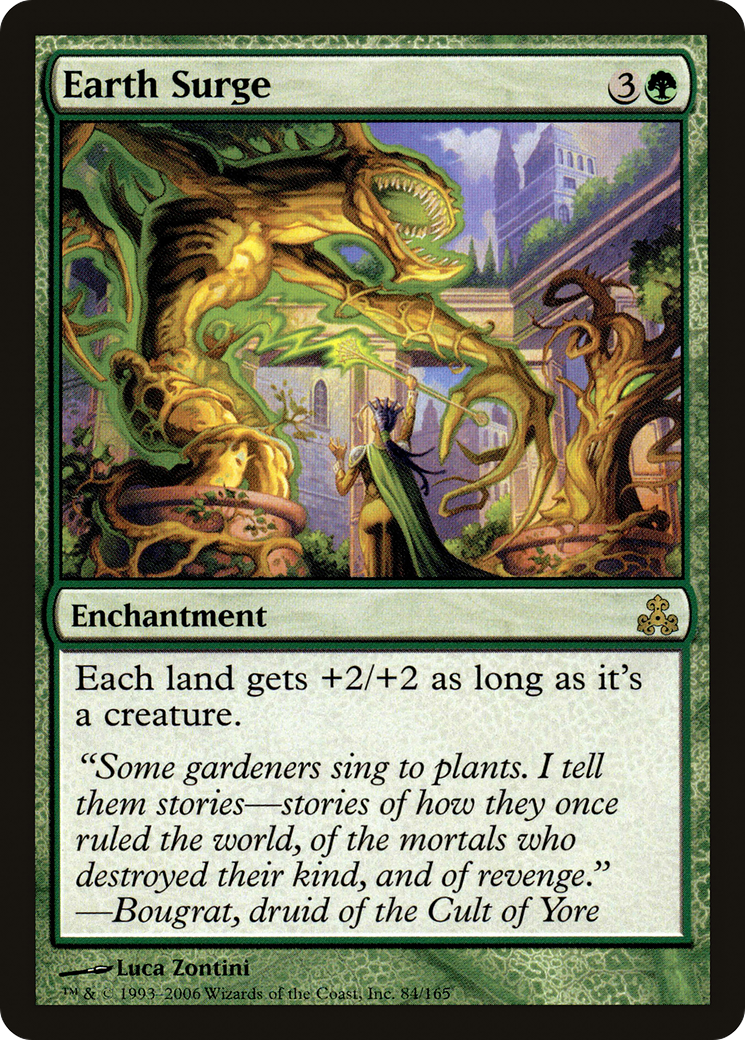 Earth Surge
3
Enchantment
Each land gets +2/+2 as long as it's
a creature.
“Some gardeners sing to plants. I tell
them stories—stories of how they once
ruled the world, of the mortals who
destroyed their kind, and of revenge.”
—Bougrat, druid of the Cult of Yore
Luca Zontini
™ & © 1993–2006 Wizards of the Coast, Inc. 84/165